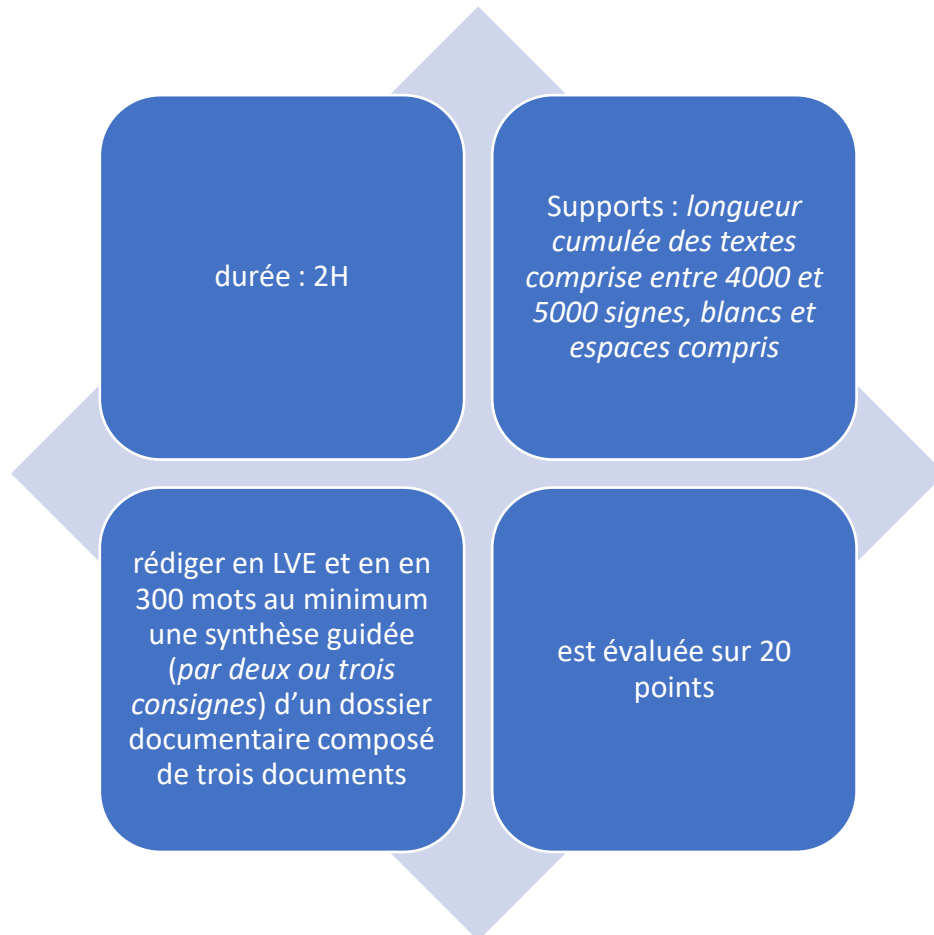 durée : 2H
Supports : longueur
cumulée des textes
comprise entre 4000 et
5000 signes, blancs et
espaces compris
rédiger en LVE et en en
300 mots au minimum
une synthèse guidée
(par deux ou trois
consignes) d’un dossier
documentaire composé
de trois documents
est évaluée sur 20
points